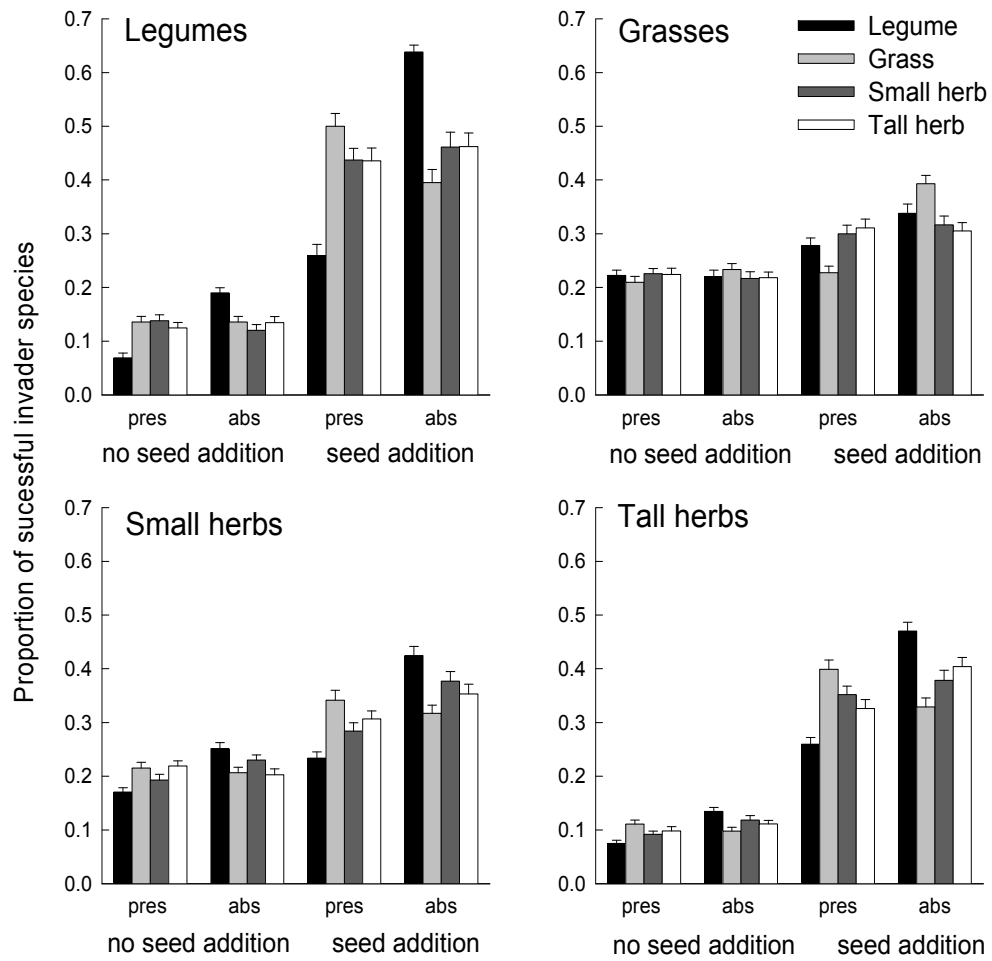 Legumes
Grasses
Legume
Grass
Small herb
Tall herb
Proportion of sucessful invader species
0.7
0.6
0.5
0.4
0.3
0.2
0.1
0.0
pres abs pres abs
no seed addition seed addition
0.7
0.6
0.5
0.4
0.3
0.2
0.1
0.0
pres abs pres abs
no seed addition seed addition
Small herbs
0.7
0.6
0.5
0.4
0.3
0.2
0.1
0.0
pres abs pres abs
no seed addition seed addition
Tall herbs
0.7
0.6
0.5
0.4
0.3
0.2
0.1
0.0
pres abs pres abs
no seed addition seed addition